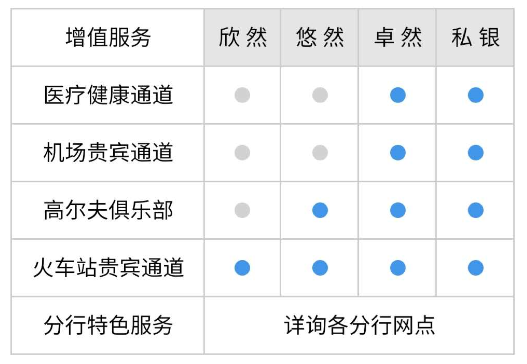 增值服务 欣然 悠然 卓然 私银
医疗健康通道
机场贵宾通道
高尔夫俱乐部
火车站贵宾通道
分行特色服务 详询各分行网点